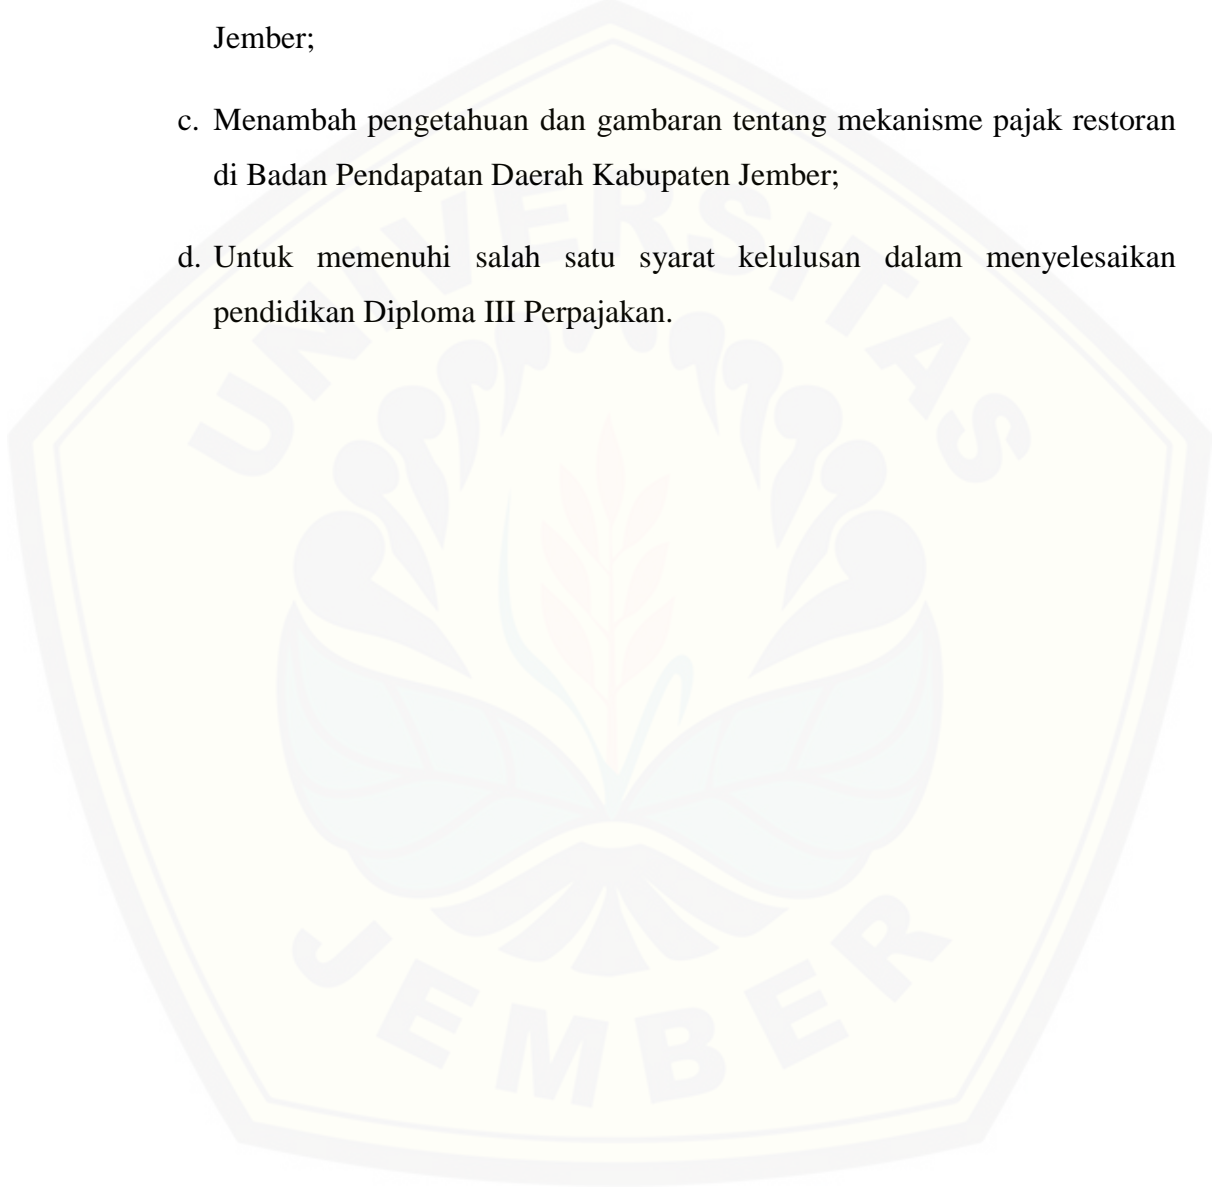 Jember;
c. Menambah pengetahuan dan gambaran tentang mekanisme pajak restoran
di Badan Pendapatan Daerah Kabupaten Jember;
d. Untuk memenuhi salah satu syarat kelulusan dalam menyelesaikan
pendidikan Diploma III Perpajakan.
UNIVERSITAS
JEMBER